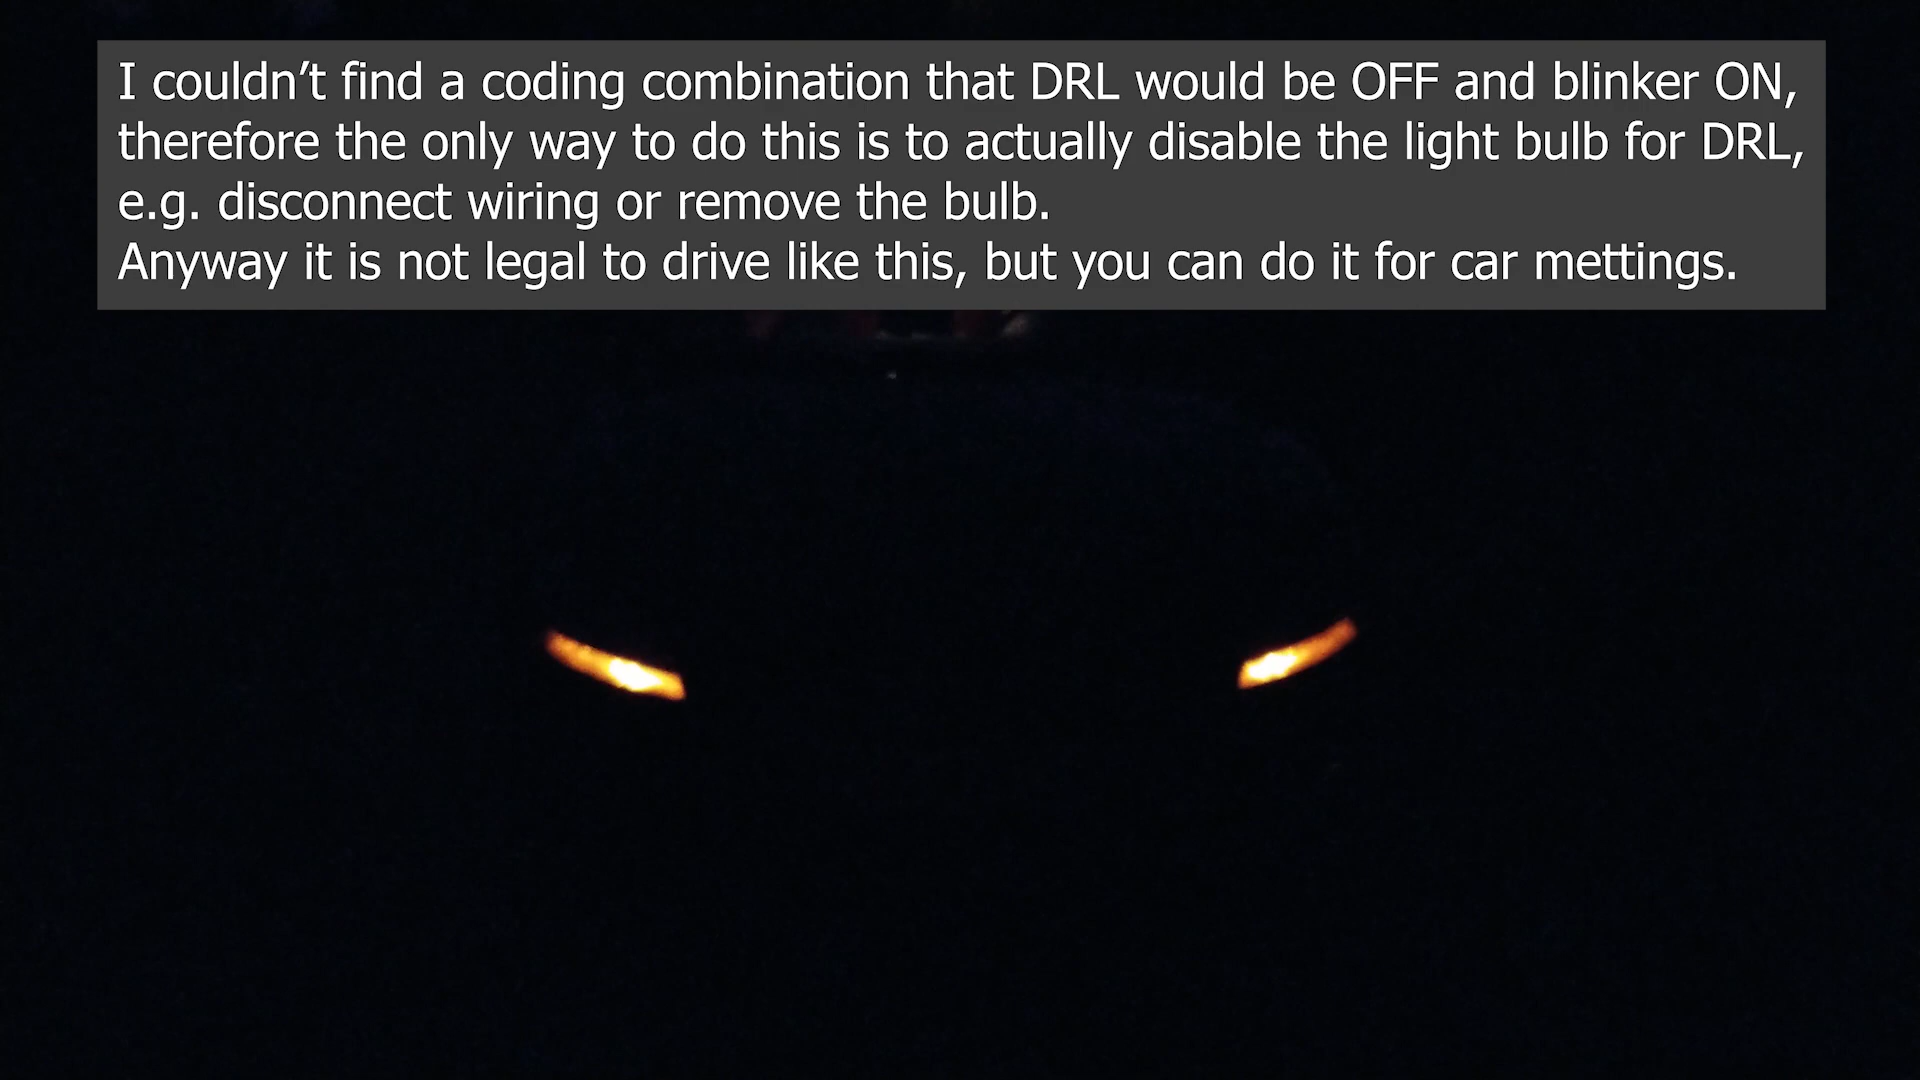 I couldn’t find a coding combination that DRL would be OFF and blinker ON,
therefore the only way to do this is to actually disable the light bulb for DRL,
e.g. disconnect wiring or remove the bulb.
Anyway it is not legal to drive like this, but you can do it for car mettings.